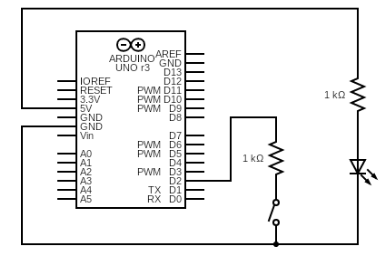 ARDUINO
UNO r3
AREF
GND
D13
IOREF D12
RESET PWM D11
3.3V PWM D10
5V PWM D9
GND D8
GND
Vin D7
PWM D6
A0 PWM D5
A1 D4
A2 PWM D3
A3 D2
A4 TX D1
A5 RX D0
1 kΩ
1 kΩ